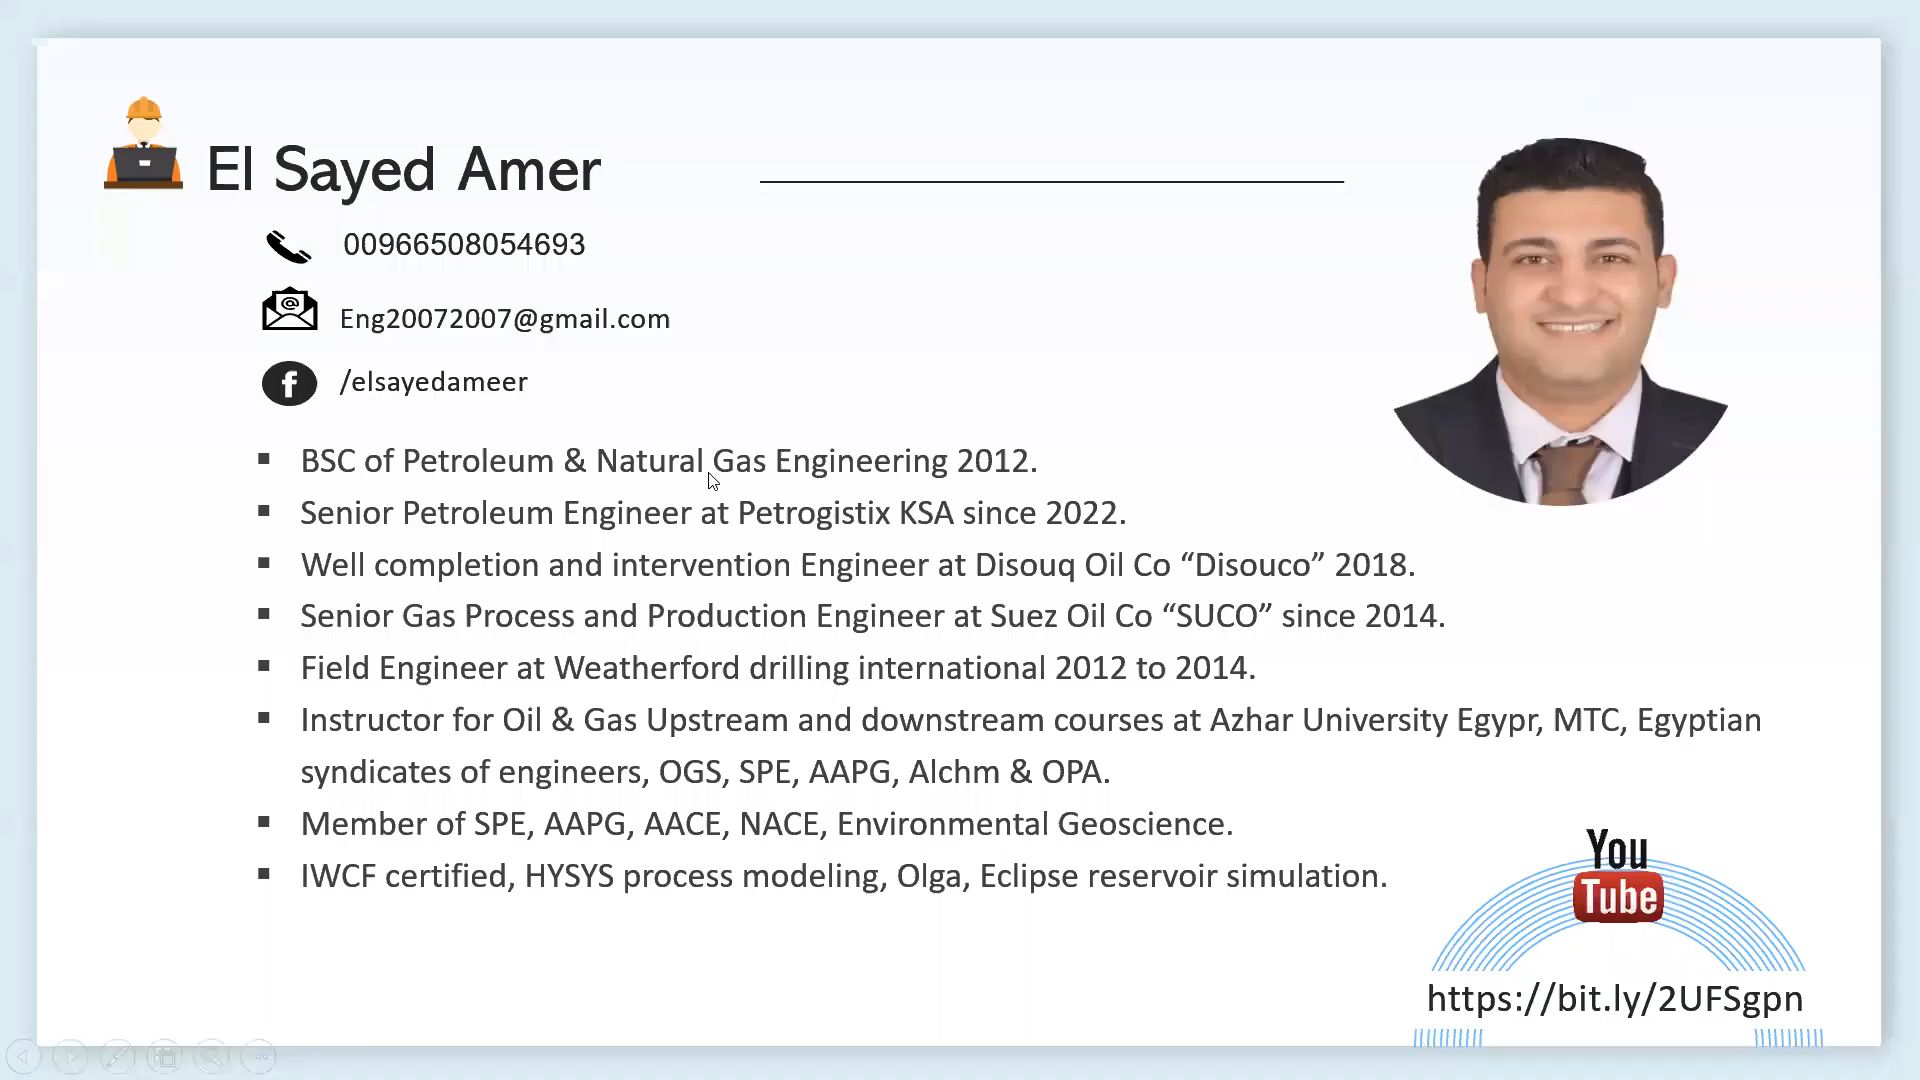 El Sayed Amer
00966508054693
Eng20072007@gmail.com
/elsayedameer
▪ BSC of Petroleum & Natural Gas Engineering 2012.
▪ Senior Petroleum Engineer at Petrogistix KSA since 2022.
▪ Well completion and intervention Engineer at Disouq Oil Co “Disouco” 2018.
▪ Senior Gas Process and Production Engineer at Suez Oil Co “SUCO” since 2014.
▪ Field Engineer at Weatherford drilling international 2012 to 2014.
▪ Instructor for Oil & Gas Upstream and downstream courses at Azhar University Egypr, MTC, Egyptian
syndicates of engineers, OGS, SPE, AAPG, Alchm & OPA.
▪ Member of SPE, AAPG, AACE, NACE, Environmental Geoscience.
▪ IWCF certified, HYSYS process modeling, Olga, Eclipse reservoir simulation.
You
Tube
https://bit.ly/2UFSgpn